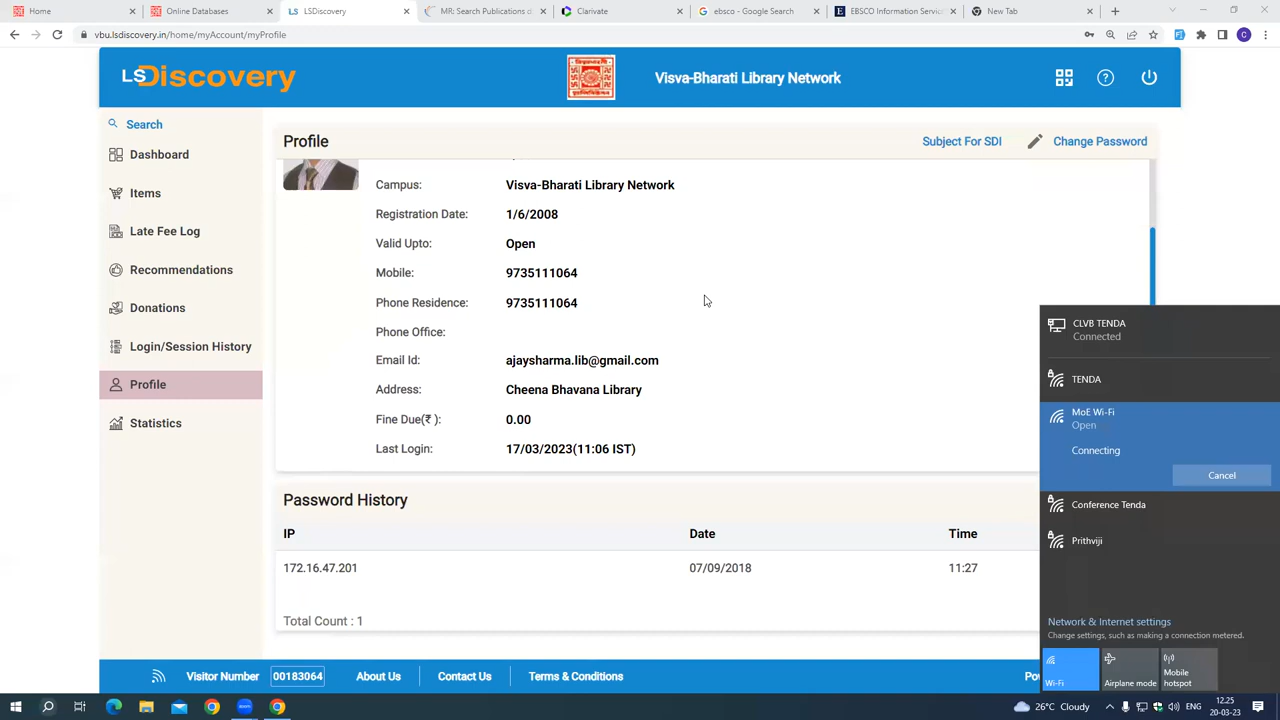 Home
Online Databases
LSDiscovery
MR: Search Publications d
Clarivate
ebsco - Google Search
EBSCO Information Servic
New Tab
vbu.lsdiscovery.in/home/myAccount/myProfile
C
LSDiscovery
Visva-Bharati Library Network
Search
Dashboard
Items
Late Fee Log
Recommendations
Donations
Login/Session History
Profile
Statistics
Profile
Subject For SDI
Change Password
Campus: Visva-Bharati Library Network
Registration Date: 1/6/2008
Valid Upto: Open
Mobile: 9735111064
Phone Residence: 9735111064
Phone Office:
Email Id: ajaysharma.lib@gmail.com
Address: Cheena Bhavana Library
Fine Due(₹ ): 0.00
Last Login: 17/03/2023(11:06 IST)
Password History
IP Date Time
172.16.47.201 07/09/2018 11:27
Total Count : 1
CLVB TENDA
Connected
TENDA
MoE Wi-Fi
Open
Connecting
Cancel
Conference Tenda
Prithviji
Network & Internet settings
Change settings, such as making a connection metered.
Wi-Fi
Airplane mode
Mobile
hotspot
Visitor Number 00183064 About Us Contact Us Terms & Conditions Po
26°C Cloudy
ENG
12.25
20-03-23